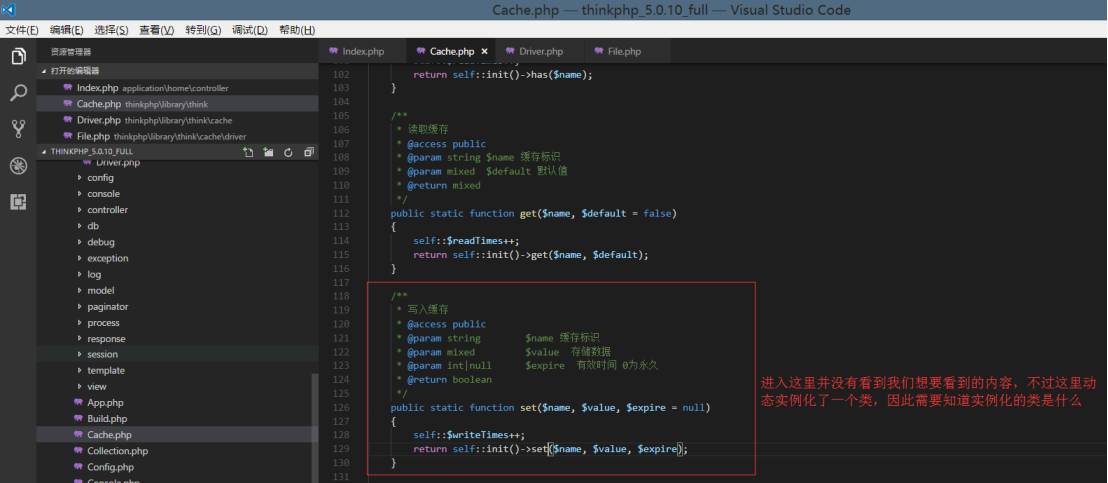 Cache.php — thinkphp_5.0.10_full — Visual Studio Code
文件(F) 编辑(E) 选择(S) 查看(V) 转到(G) 调试(D) 帮助(H)
资源管理器
打开的编辑器
Index.php application\home\controller
Cache.php thinkphp\library\think
Driver.php thinkphp\library\think\cache
File.php thinkphp\library\think\cache\driver
THINKPHP_5.0.10_FULL
Driver.php
config
console
controller
db
debug
exception
log
model
paginator
process
response
session
template
view
App.php
Build.php
Cache.php
Collection.php
Config.php
Console.php
Index.php Cache.php Driver.php File.php
102 return self::init()->has($name);
103 }
104
105 /**
106 * 读取缓存
107 * @access public
108 * @param string $name 缓存标识
109 * @param mixed $default 默认值
110 * @return mixed
111 */
112 public static function get($name, $default = false)
113 {
114 self::$readTimes++;
115 return self::init()->get($name, $default);
116 }
117
118 /**
119 * 写入缓存
120 * @access public
121 * @param string $name 缓存标识
122 * @param mixed $value 存储数据
123 * @param int|null $expire 有效时间 0为永久
124 * @return boolean
125 */
126 public static function set($name, $value, $expire = null)
127 {
128 self::$writeTimes++;
129 return self::init()->set($name, $value, $expire);
130 }
131
进入这里并没有看到我们想要看到的内容，不过这里动
态实例化了一个类，因此需要知道实例化的类是什么